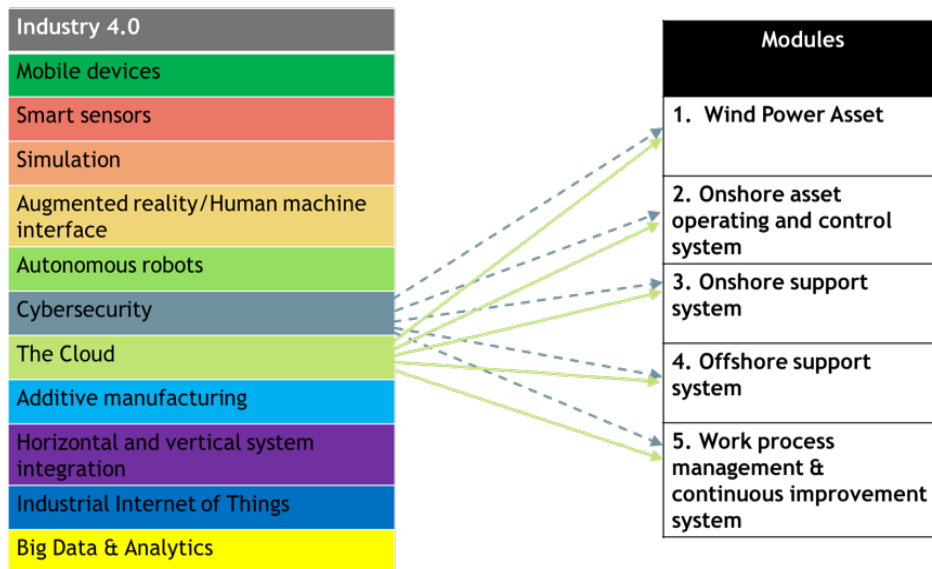 Industry 4.0
Mobile devices
Smart sensors
Simulation
Augmented reality/Human machine
interface
Autonomous robots
Cybersecurity
The Cloud
Additive manufacturing
Horizontal and vertical system
integration
Industrial Internet of Things
Big Data & Analytics
Modules
1. Wind Power Asset
2. Onshore asset
operating and control
system
3. Onshore support
system
4. Offshore support
system
5. Work process
management &
continuous improvement
system